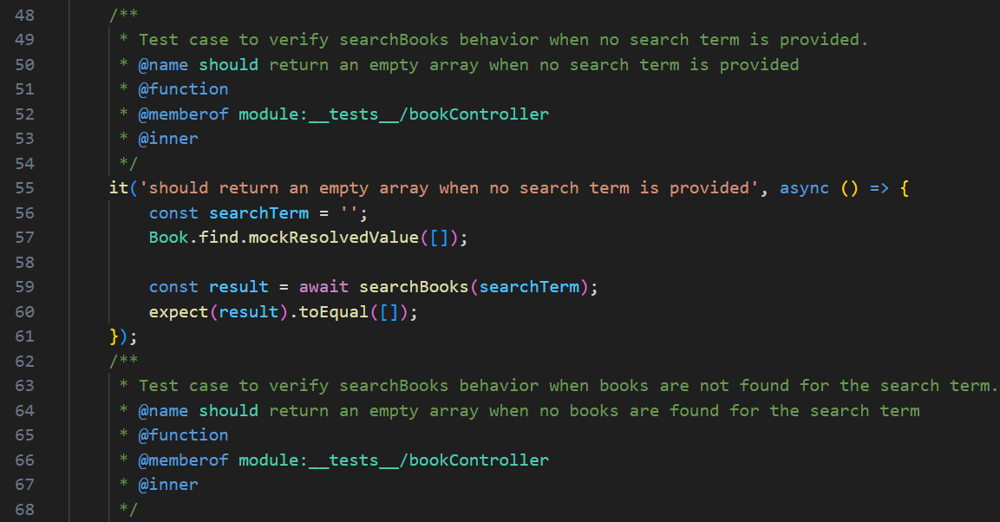 48 /**
49 * Test case to verify searchBooks behavior when no search term is provided.
50 * @name should return an empty array when no search term is provided
51 * @function
52 * @memberof module:__tests__/bookController
53 * @inner
54 */
55 it('should return an empty array when no search term is provided', async () => {
56 const searchTerm = '';
57 Book.find.mockResolvedValue([]);
58
59 const result = await searchBooks(searchTerm);
60 expect(result).toEqual([]);
61 });
62 /**
63 * Test case to verify searchBooks behavior when books are not found for the search term.
64 * @name should return an empty array when no books are found for the search term
65 * @function
66 * @memberof module:__tests__/bookController
67 * @inner
68 */